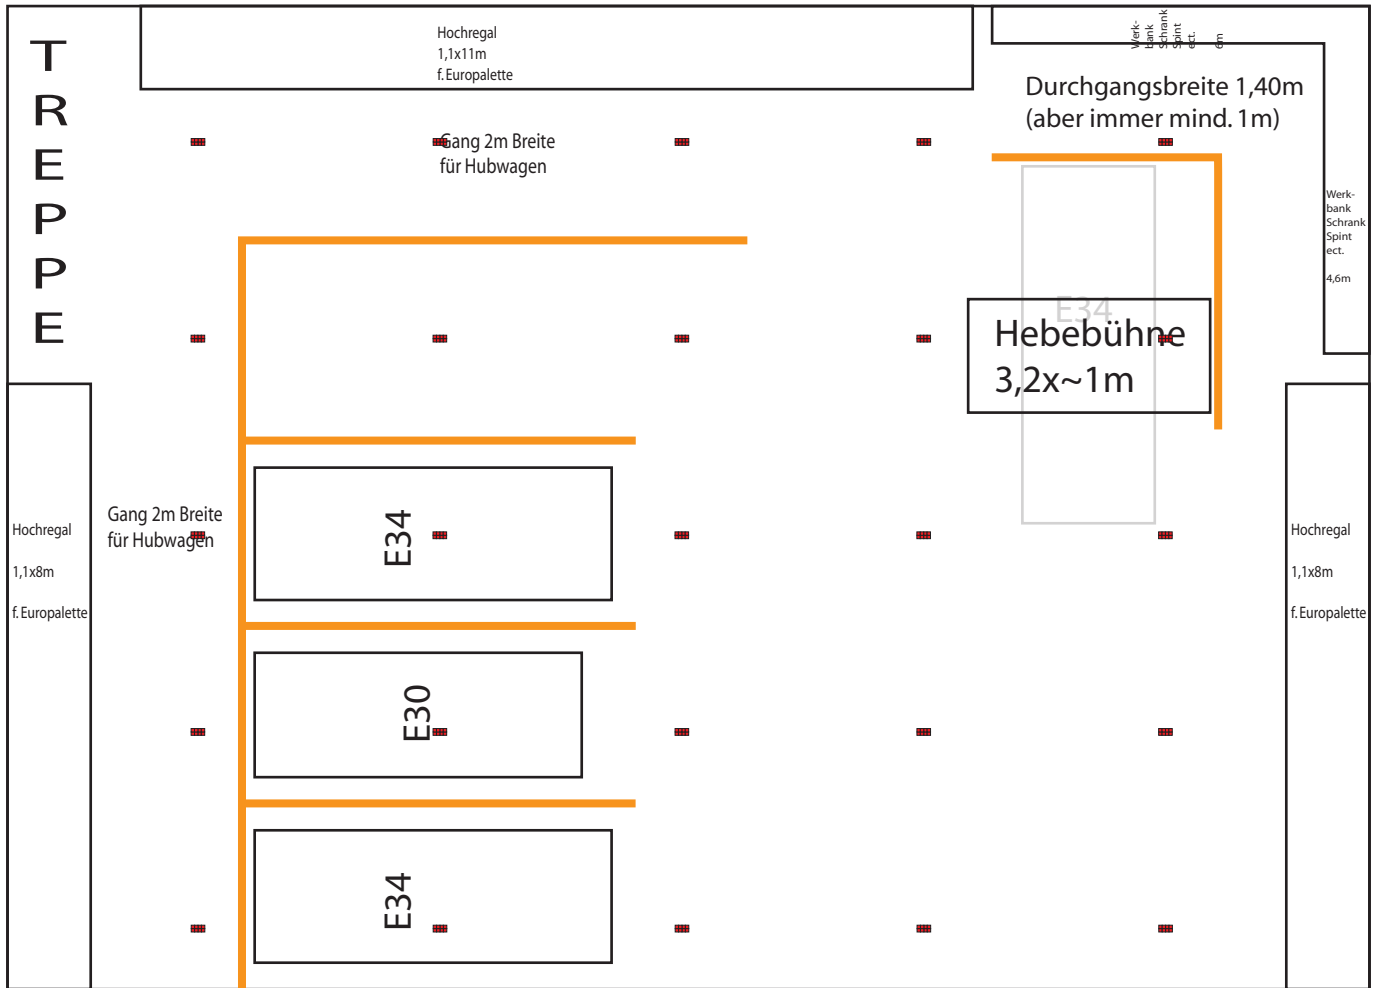 TREPPE
Hochregal
1,1x11m
f. Europalette
Werk-
bank
Schrank
Spint
ect.
6m
Durchgangsbreite 1,40m
(aber immer mind. 1m)
Gang 2m Breite
für Hubwagen
Werk-
bank
Schrank
Spint
ect.
4,6m
E34
Hebebühne
3,2x~1m
Hochregal
1,1x8m
f. Europalette
Gang 2m Breite
für Hubwagen
E34
Hochregal
1,1x8m
f. Europalette
E30
E34